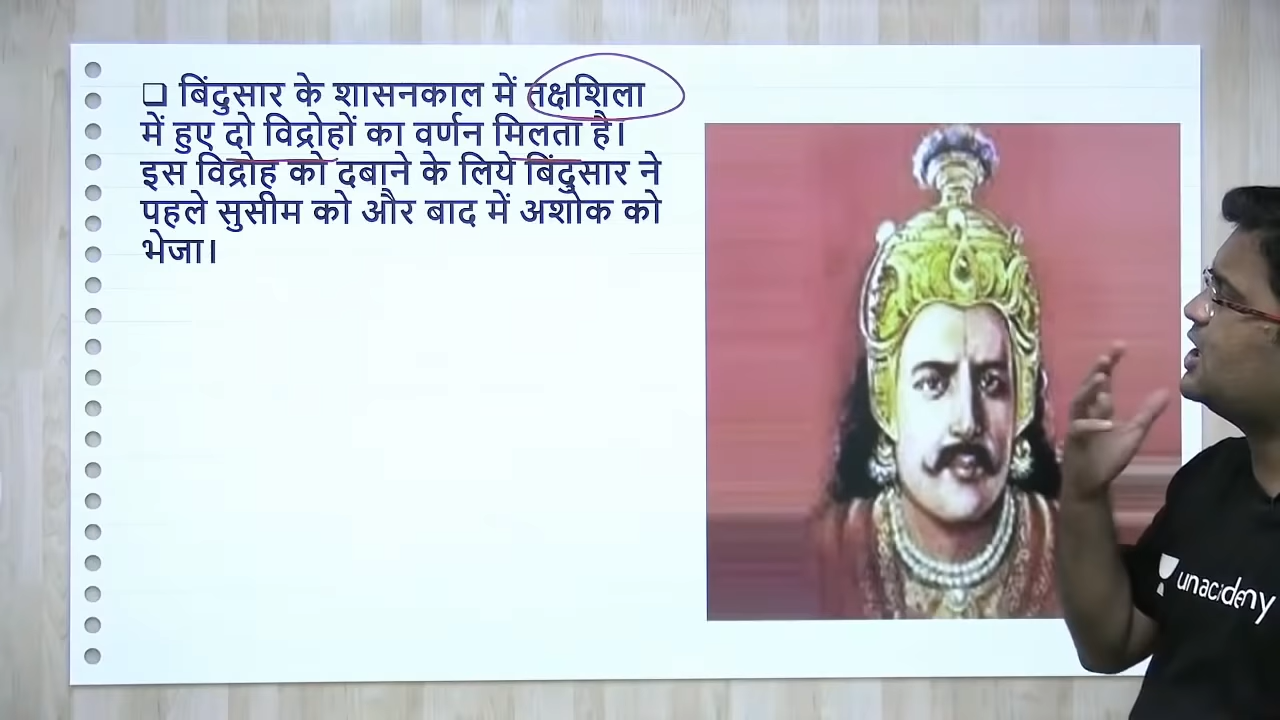 बिंदुसार के शासनकाल में तक्षशिला
में हुए दो विद्रोहों का वर्णन मिलता है।
इस विद्रोह को दबाने के लिये बिंदुसार ने
पहले सुसीम को और बाद में अशोक को
भेजा।
unacademy